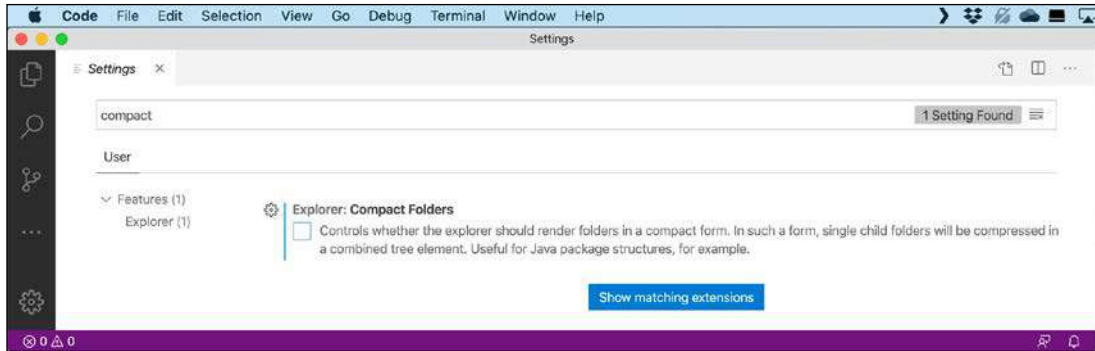 Code File Edit Selection View Go Debug Terminal Window Help
Settings
Settings
compact
1 Setting Found
User
Features (1)
Explorer (1)
Explorer: Compact Folders
Controls whether the explorer should render folders in a compact form. In such a form, single child folders will be compressed in
a combined tree element. Useful for Java package structures, for example.
Show matching extensions
0 0